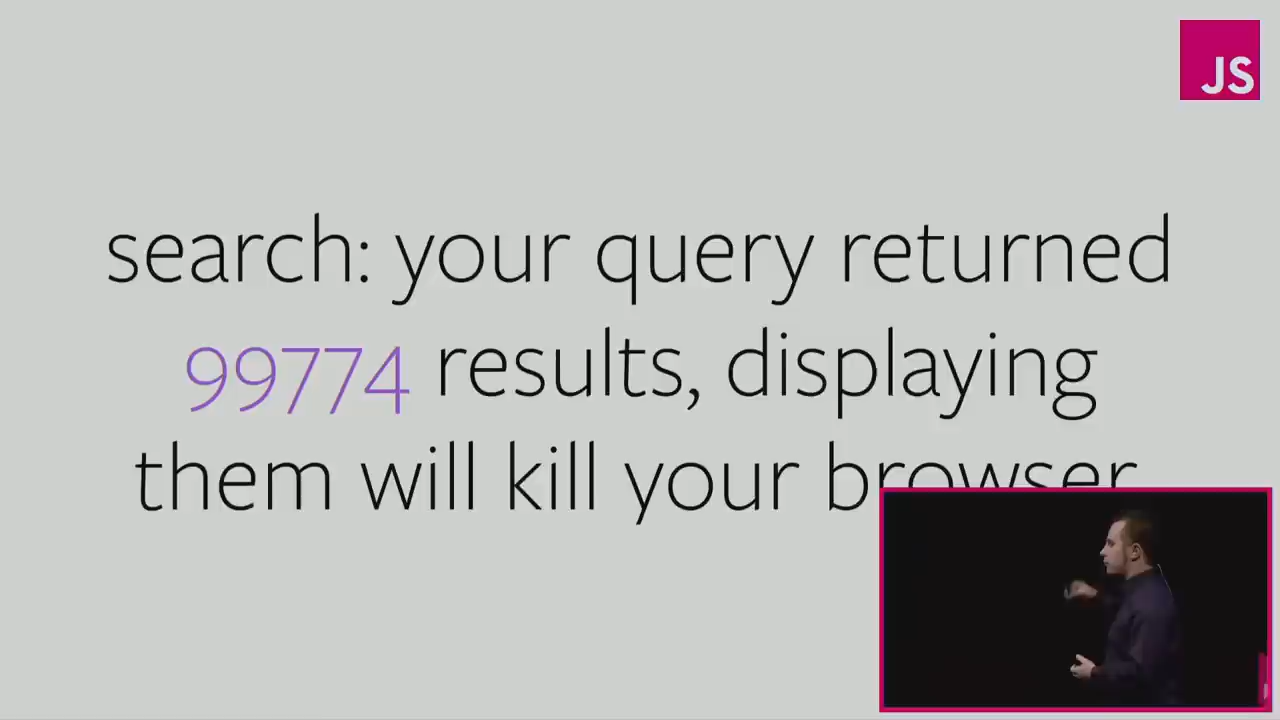 JS
search: your query returned
99774 results, displaying
them will kill your browser